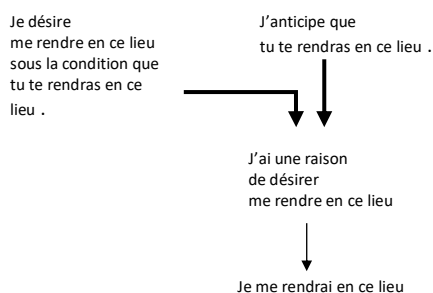 Je désire
me rendre en ce lieu
sous la condition que
tu te rendras en ce
lieu .
J’anticipe que
tu te rendras en ce lieu .
J’ai une raison
de désirer
me rendre en ce lieu
Je me rendrai en ce lieu